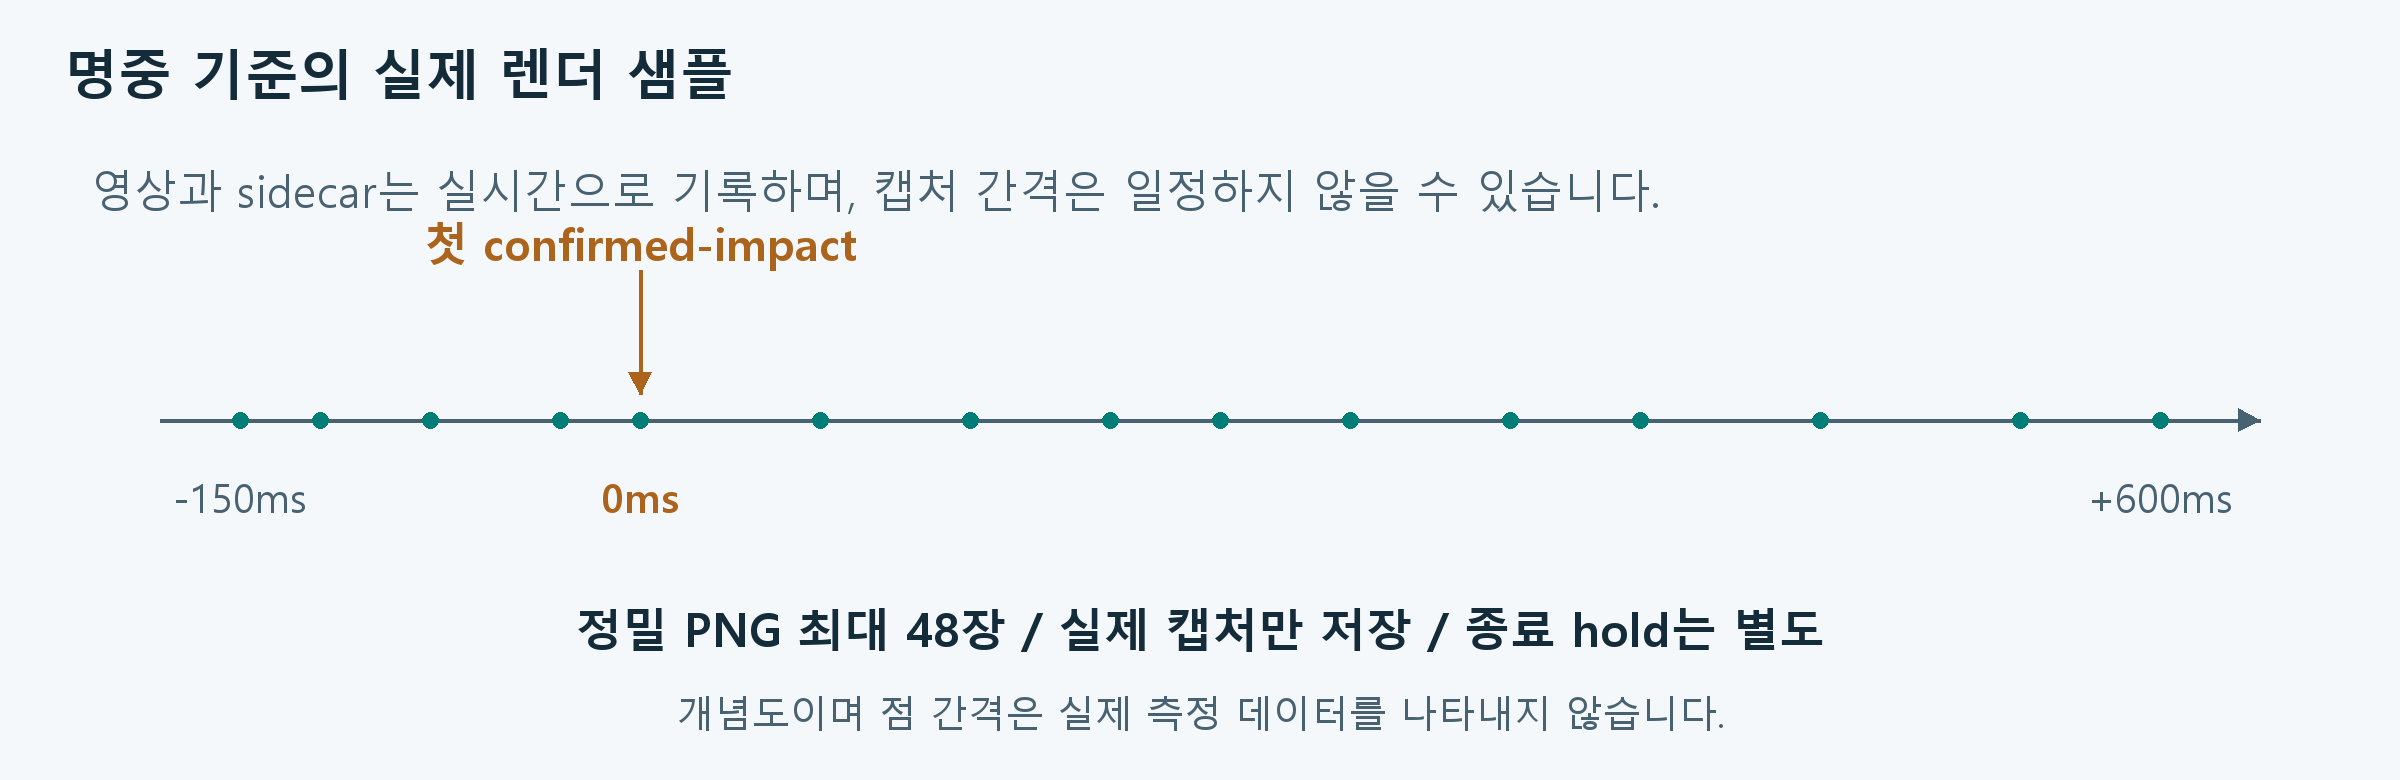 명중 기준의 실제 렌더 샘플
영상과 sidecar는 실시간으로 기록하며, 캡처 간격은 일정하지 않을 수 있습니다.
첫 confirmed-impact
-150ms
0ms
+600ms
정밀 PNG 최대 48장 / 실제 캡처만 저장 / 종료 hold는 별도
개념도이며 점 간격은 실제 측정 데이터를 나타내지 않습니다.